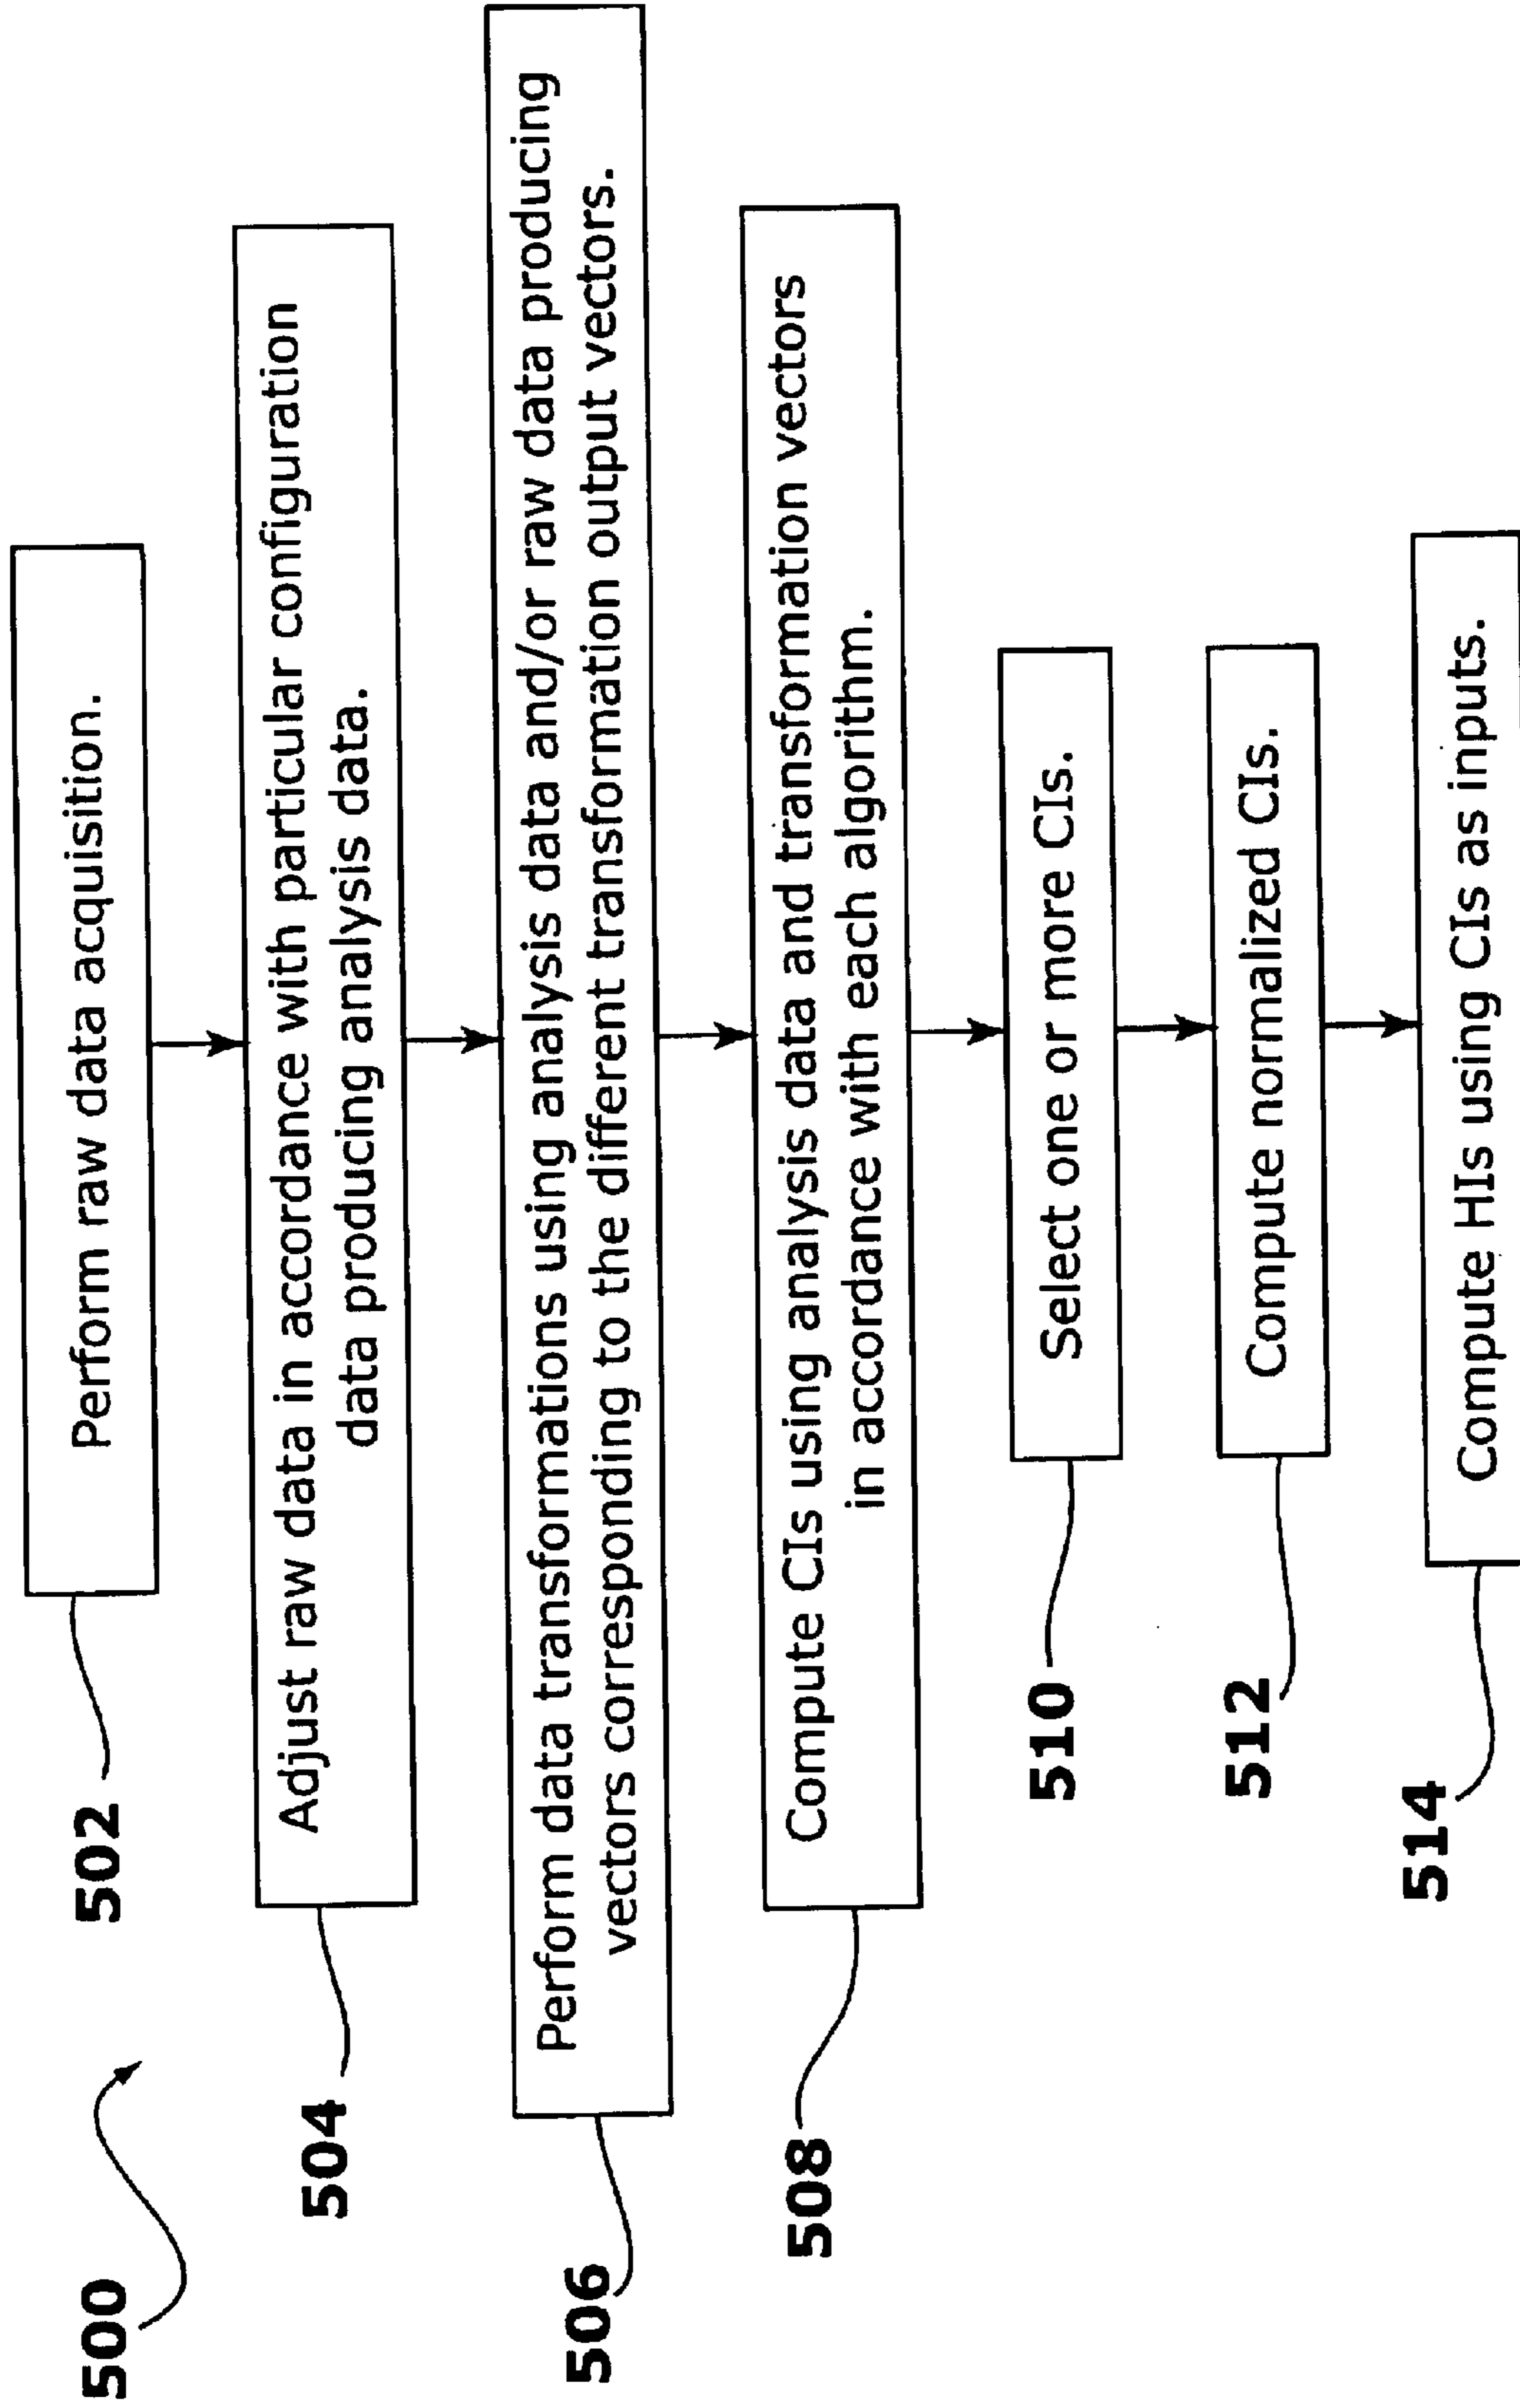 500
502
Perform raw data acquisition.
504
Adjust raw data in accordance with particular configuration
data producing analysis data.
506
Perform data transformations using analysis data and/or raw data producing
vectors corresponding to the different transformation output vectors.
508
Compute CIs using analysis data and transformation vectors
in accordance with each algorithm.
510
Select one or more CIs.
512
Compute normalized CIs.
514
Compute HIs using CIs as inputs.